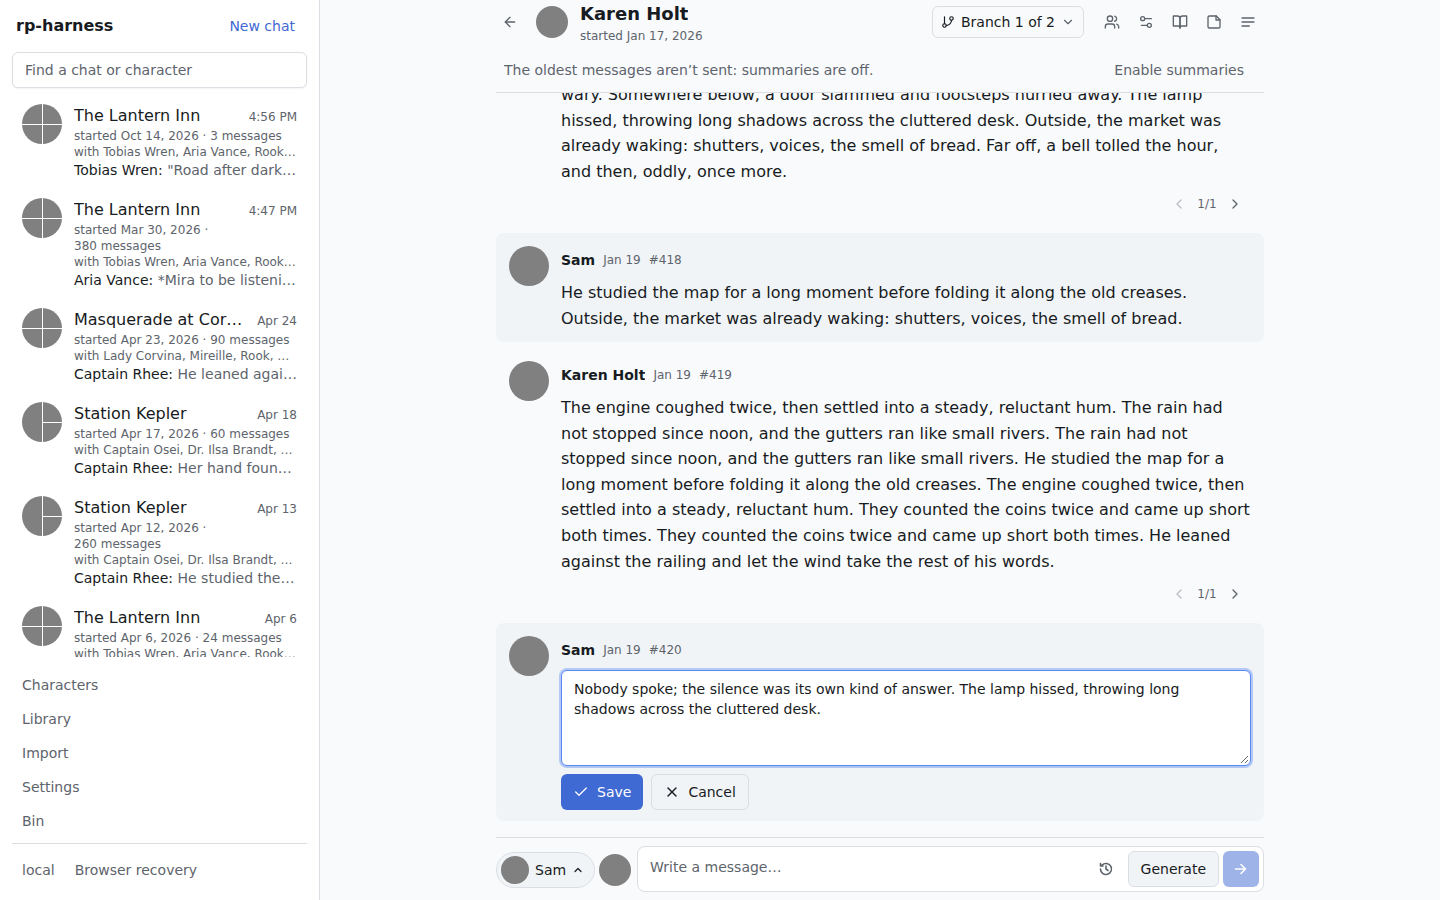 rp-harness
New chat
Find a chat or character
The Lantern Inn
4:56 PM
started Oct 14, 2026 · 3 messages
with Tobias Wren, Aria Vance, Rook…
Tobias Wren: "Road after dark…
The Lantern Inn
4:47 PM
started Mar 30, 2026 ·
380 messages
with Tobias Wren, Aria Vance, Rook…
Aria Vance: *Mira to be listeni…
Masquerade at Cor…
Apr 24
started Apr 23, 2026 · 90 messages
with Lady Corvina, Mireille, Rook, …
Captain Rhee: He leaned agai…
Station Kepler
Apr 18
started Apr 17, 2026 · 60 messages
with Captain Osei, Dr. Ilsa Brandt, …
Captain Rhee: Her hand foun…
Station Kepler
Apr 13
started Apr 12, 2026 ·
260 messages
with Captain Osei, Dr. Ilsa Brandt, …
Captain Rhee: He studied the…
The Lantern Inn
Apr 6
started Apr 6, 2026 · 24 messages
with Tobias Wren, Aria Vance, Rook…
Characters
Library
Import
Settings
Bin
local
Browser recovery
Karen Holt
started Jan 17, 2026
Branch 1 of 2
The oldest messages aren’t sent: summaries are off.
Enable summaries
wary. Somewhere below, a door slammed and footsteps hurried away. The lamp
hissed, throwing long shadows across the cluttered desk. Outside, the market was
already waking: shutters, voices, the smell of bread. Far off, a bell tolled the hour,
and then, oddly, once more.
1/1
Sam Jan 19 #418
He studied the map for a long moment before folding it along the old creases.
Outside, the market was already waking: shutters, voices, the smell of bread.
Karen Holt Jan 19 #419
The engine coughed twice, then settled into a steady, reluctant hum. The rain had
not stopped since noon, and the gutters ran like small rivers. The rain had not
stopped since noon, and the gutters ran like small rivers. He studied the map for a
long moment before folding it along the old creases. The engine coughed twice, then
settled into a steady, reluctant hum. They counted the coins twice and came up short
both times. They counted the coins twice and came up short both times. He leaned
against the railing and let the wind take the rest of his words.
1/1
Sam Jan 19 #420
Nobody spoke; the silence was its own kind of answer. The lamp hissed, throwing long
shadows across the cluttered desk.
Save
Cancel
Sam
Write a message…
Generate